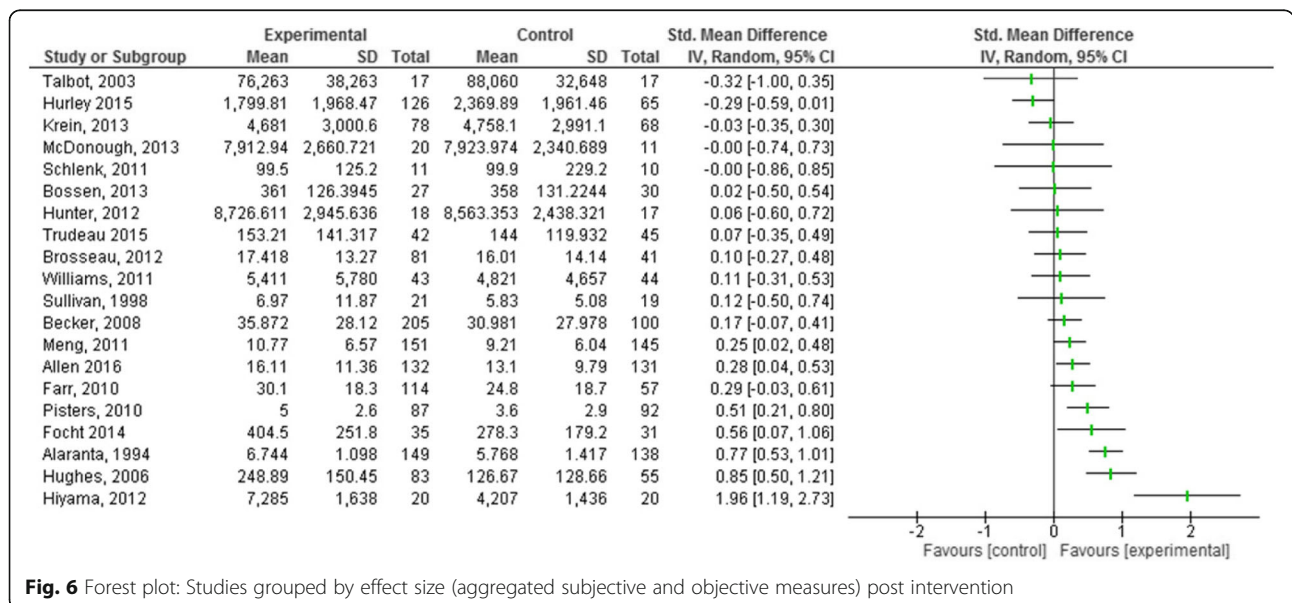 Experimental Control Std. Mean Difference Std. Mean Difference
Study or Subgroup Mean SD Total Mean SD Total IV, Random, 95% CI IV, Random, 95% CI
Talbot, 2003 76,263 38,263 17 88,060 32,648 17 -0.32 [-1.00, 0.35]
Hurley 2015 1,799.81 1,968.47 126 2,369.89 1,961.46 65 -0.29 [-0.59, 0.01]
Krein, 2013 4,681 3,000.6 78 4,758.1 2,991.1 68 -0.03 [-0.35, 0.30]
McDonough, 2013 7,912.94 2,660.721 20 7,923.974 2,340.689 11 -0.00 [-0.74, 0.73]
Schlenk, 2011 99.5 125.2 11 99.9 229.2 10 -0.00 [-0.86, 0.85]
Bossen, 2013 361 126.3945 27 358 131.2244 30 0.02 [-0.50, 0.54]
Hunter, 2012 8,726.611 2,945.636 18 8,563.353 2,438.321 17 0.06 [-0.60, 0.72]
Trudeau 2015 153.21 141.317 42 144 119.932 45 0.07 [-0.35, 0.49]
Brosseau, 2012 17.418 13.27 81 16.01 14.14 41 0.10 [-0.27, 0.48]
Williams, 2011 5,411 5,780 43 4,821 4,657 44 0.11 [-0.31, 0.53]
Sullivan, 1998 6.97 11.87 21 5.83 5.08 19 0.12 [-0.50, 0.74]
Becker, 2008 35.872 28.12 205 30.981 27.978 100 0.17 [-0.07, 0.41]
Meng, 2011 10.77 6.57 151 9.21 6.04 145 0.25 [0.02, 0.48]
Allen 2016 16.11 11.36 132 13.1 9.79 131 0.28 [0.04, 0.53]
Farr, 2010 30.1 18.3 114 24.8 18.7 57 0.29 [-0.03, 0.61]
Pisters, 2010 5 2.6 87 3.6 2.9 92 0.51 [0.21, 0.80]
Focht 2014 404.5 251.8 35 278.3 179.2 31 0.56 [0.07, 1.06]
Alaranta, 1994 6.744 1.098 149 5.768 1.417 138 0.77 [0.53, 1.01]
Hughes, 2006 248.89 150.45 83 126.67 128.66 55 0.85 [0.50, 1.21]
Hiyama, 2012 7,285 1,638 20 4,207 1,436 20 1.96 [1.19, 2.73]
-2 -1 0 1 2
Favours [control] Favours [experimental]
Fig. 6 Forest plot: Studies grouped by effect size (aggregated subjective and objective measures) post intervention